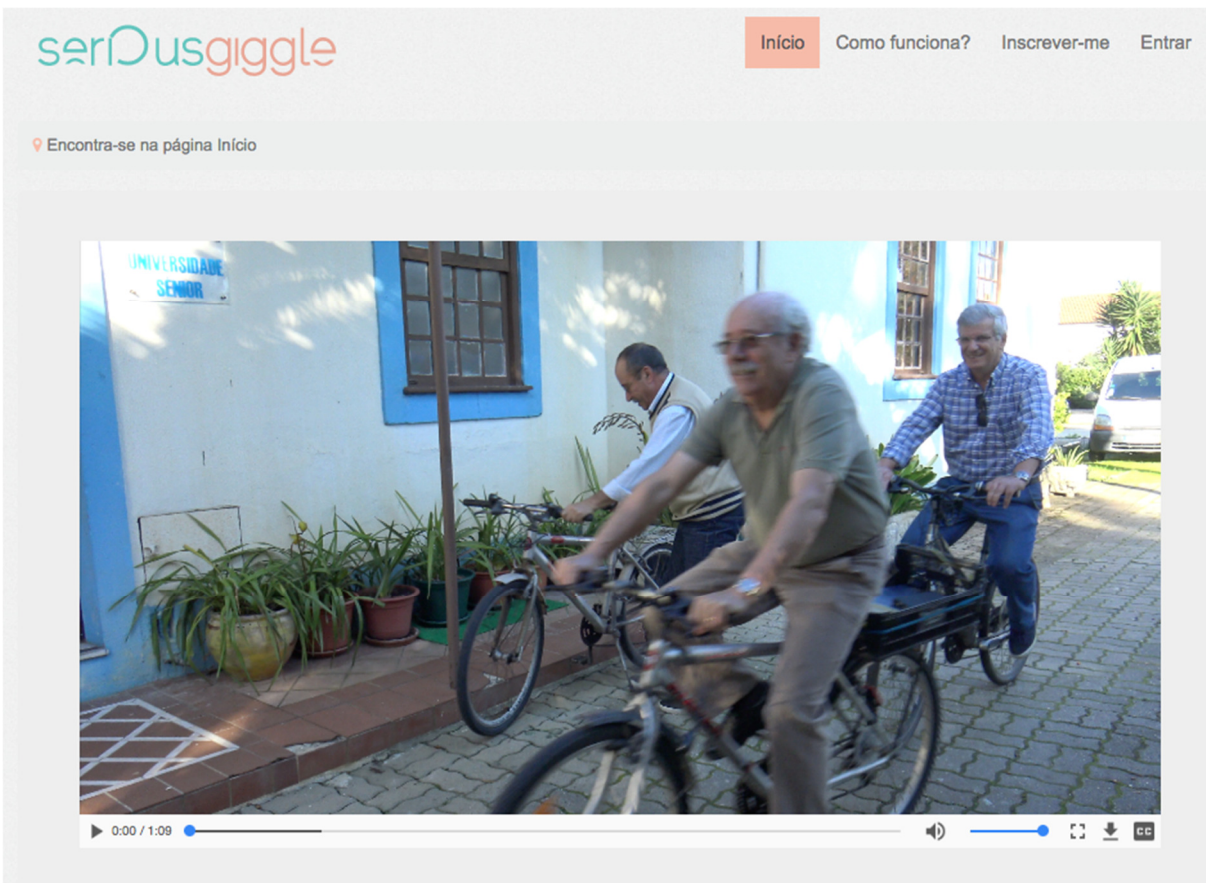 seriousgiggle
Início Como funciona? Inscrever-me Entrar
Encontra-se na página Início
UNIVERSIDADE
SENIOR
0:00 / 1:09
CC